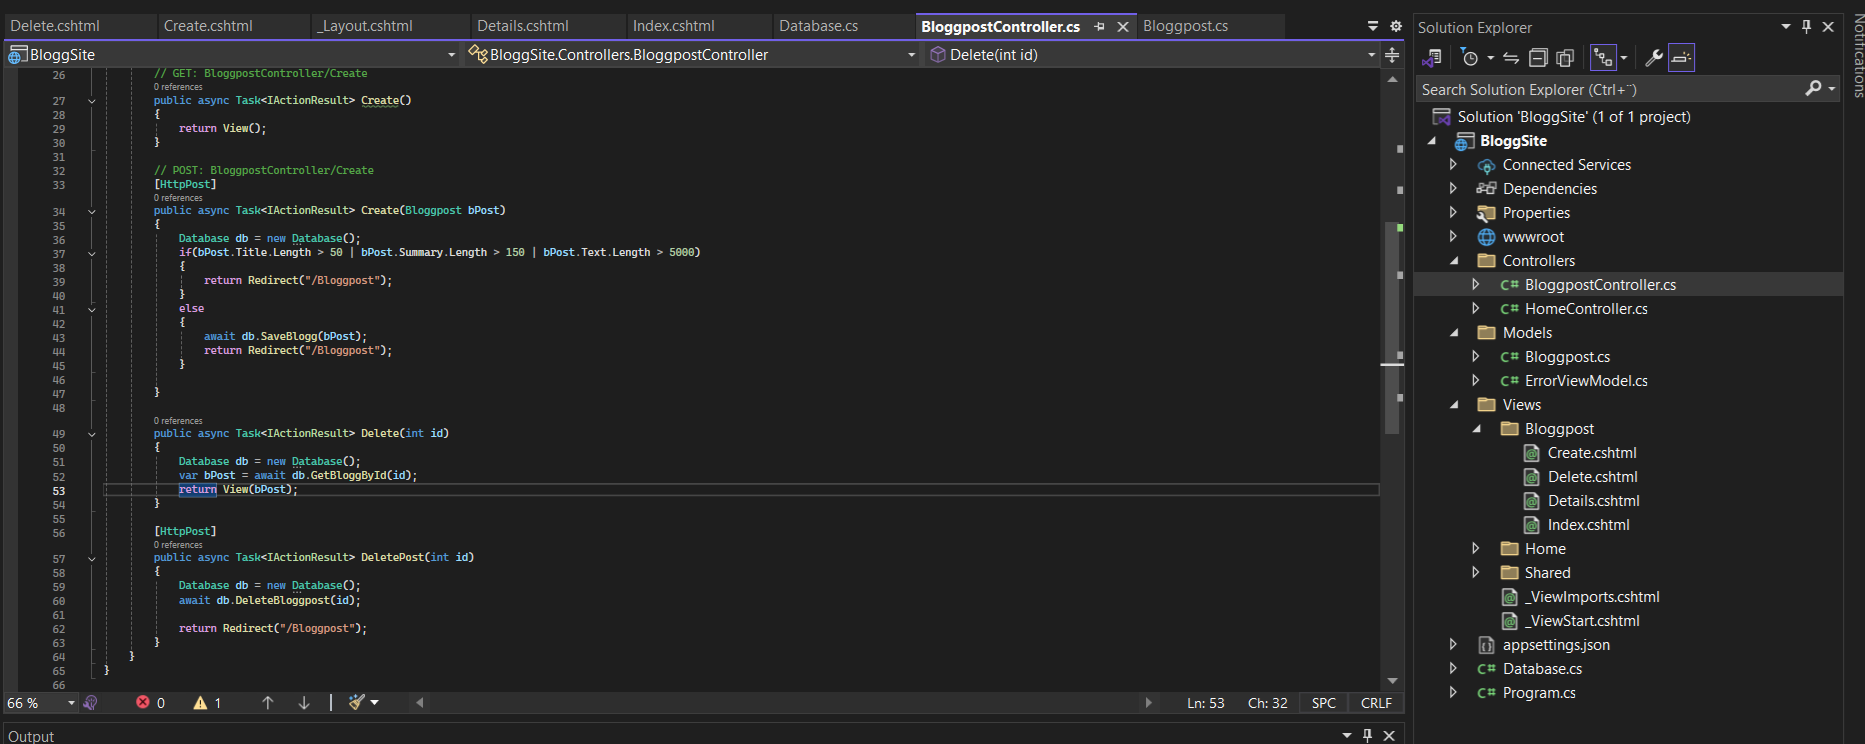 Delete.cshtml
Create.cshtml
_Layout.cshtml
Details.cshtml
Index.cshtml
Database.cs
BloggpostController.cs
Bloggpost.cs
BloggSite
BloggSite.Controllers.BloggpostController
Delete(int id)
26 // GET: BloggpostController/Create
0 references
27 public async Task<IActionResult> Create()
28 {
29 return View();
30 }
31
32 // POST: BloggpostController/Create
33 [HttpPost]
0 references
34 public async Task<IActionResult> Create(Bloggpost bPost)
35 {
36 Database db = new Database();
37 if(bPost.Title.Length > 50 | bPost.Summary.Length > 150 | bPost.Text.Length > 5000)
38 {
39 return Redirect("/Bloggpost");
40 }
41 else
42 {
43 await db.SaveBlogg(bPost);
44 return Redirect("/Bloggpost");
45 }
46
47 }
48
0 references
49 public async Task<IActionResult> Delete(int id)
50 {
51 Database db = new Database();
52 var bPost = await db.GetBloggById(id);
53 return View(bPost);
54 }
55
56 [HttpPost]
0 references
57 public async Task<IActionResult> DeletePost(int id)
58 {
59 Database db = new Database();
60 await db.DeleteBloggpost(id);
61
62 return Redirect("/Bloggpost");
63 }
64 }
65 }
66
66 %
0
1
Ln: 53
Ch: 32
SPC
CRLF
Output
Solution Explorer
Search Solution Explorer (Ctrl+¨)
Solution 'BloggSite' (1 of 1 project)
BloggSite
Connected Services
Dependencies
Properties
wwwroot
Controllers
C# BloggpostController.cs
C# HomeController.cs
Models
C# Bloggpost.cs
C# ErrorViewModel.cs
Views
Bloggpost
Create.cshtml
Delete.cshtml
Details.cshtml
Index.cshtml
Home
Shared
_ViewImports.cshtml
_ViewStart.cshtml
appsettings.json
C# Database.cs
C# Program.cs
Notifications